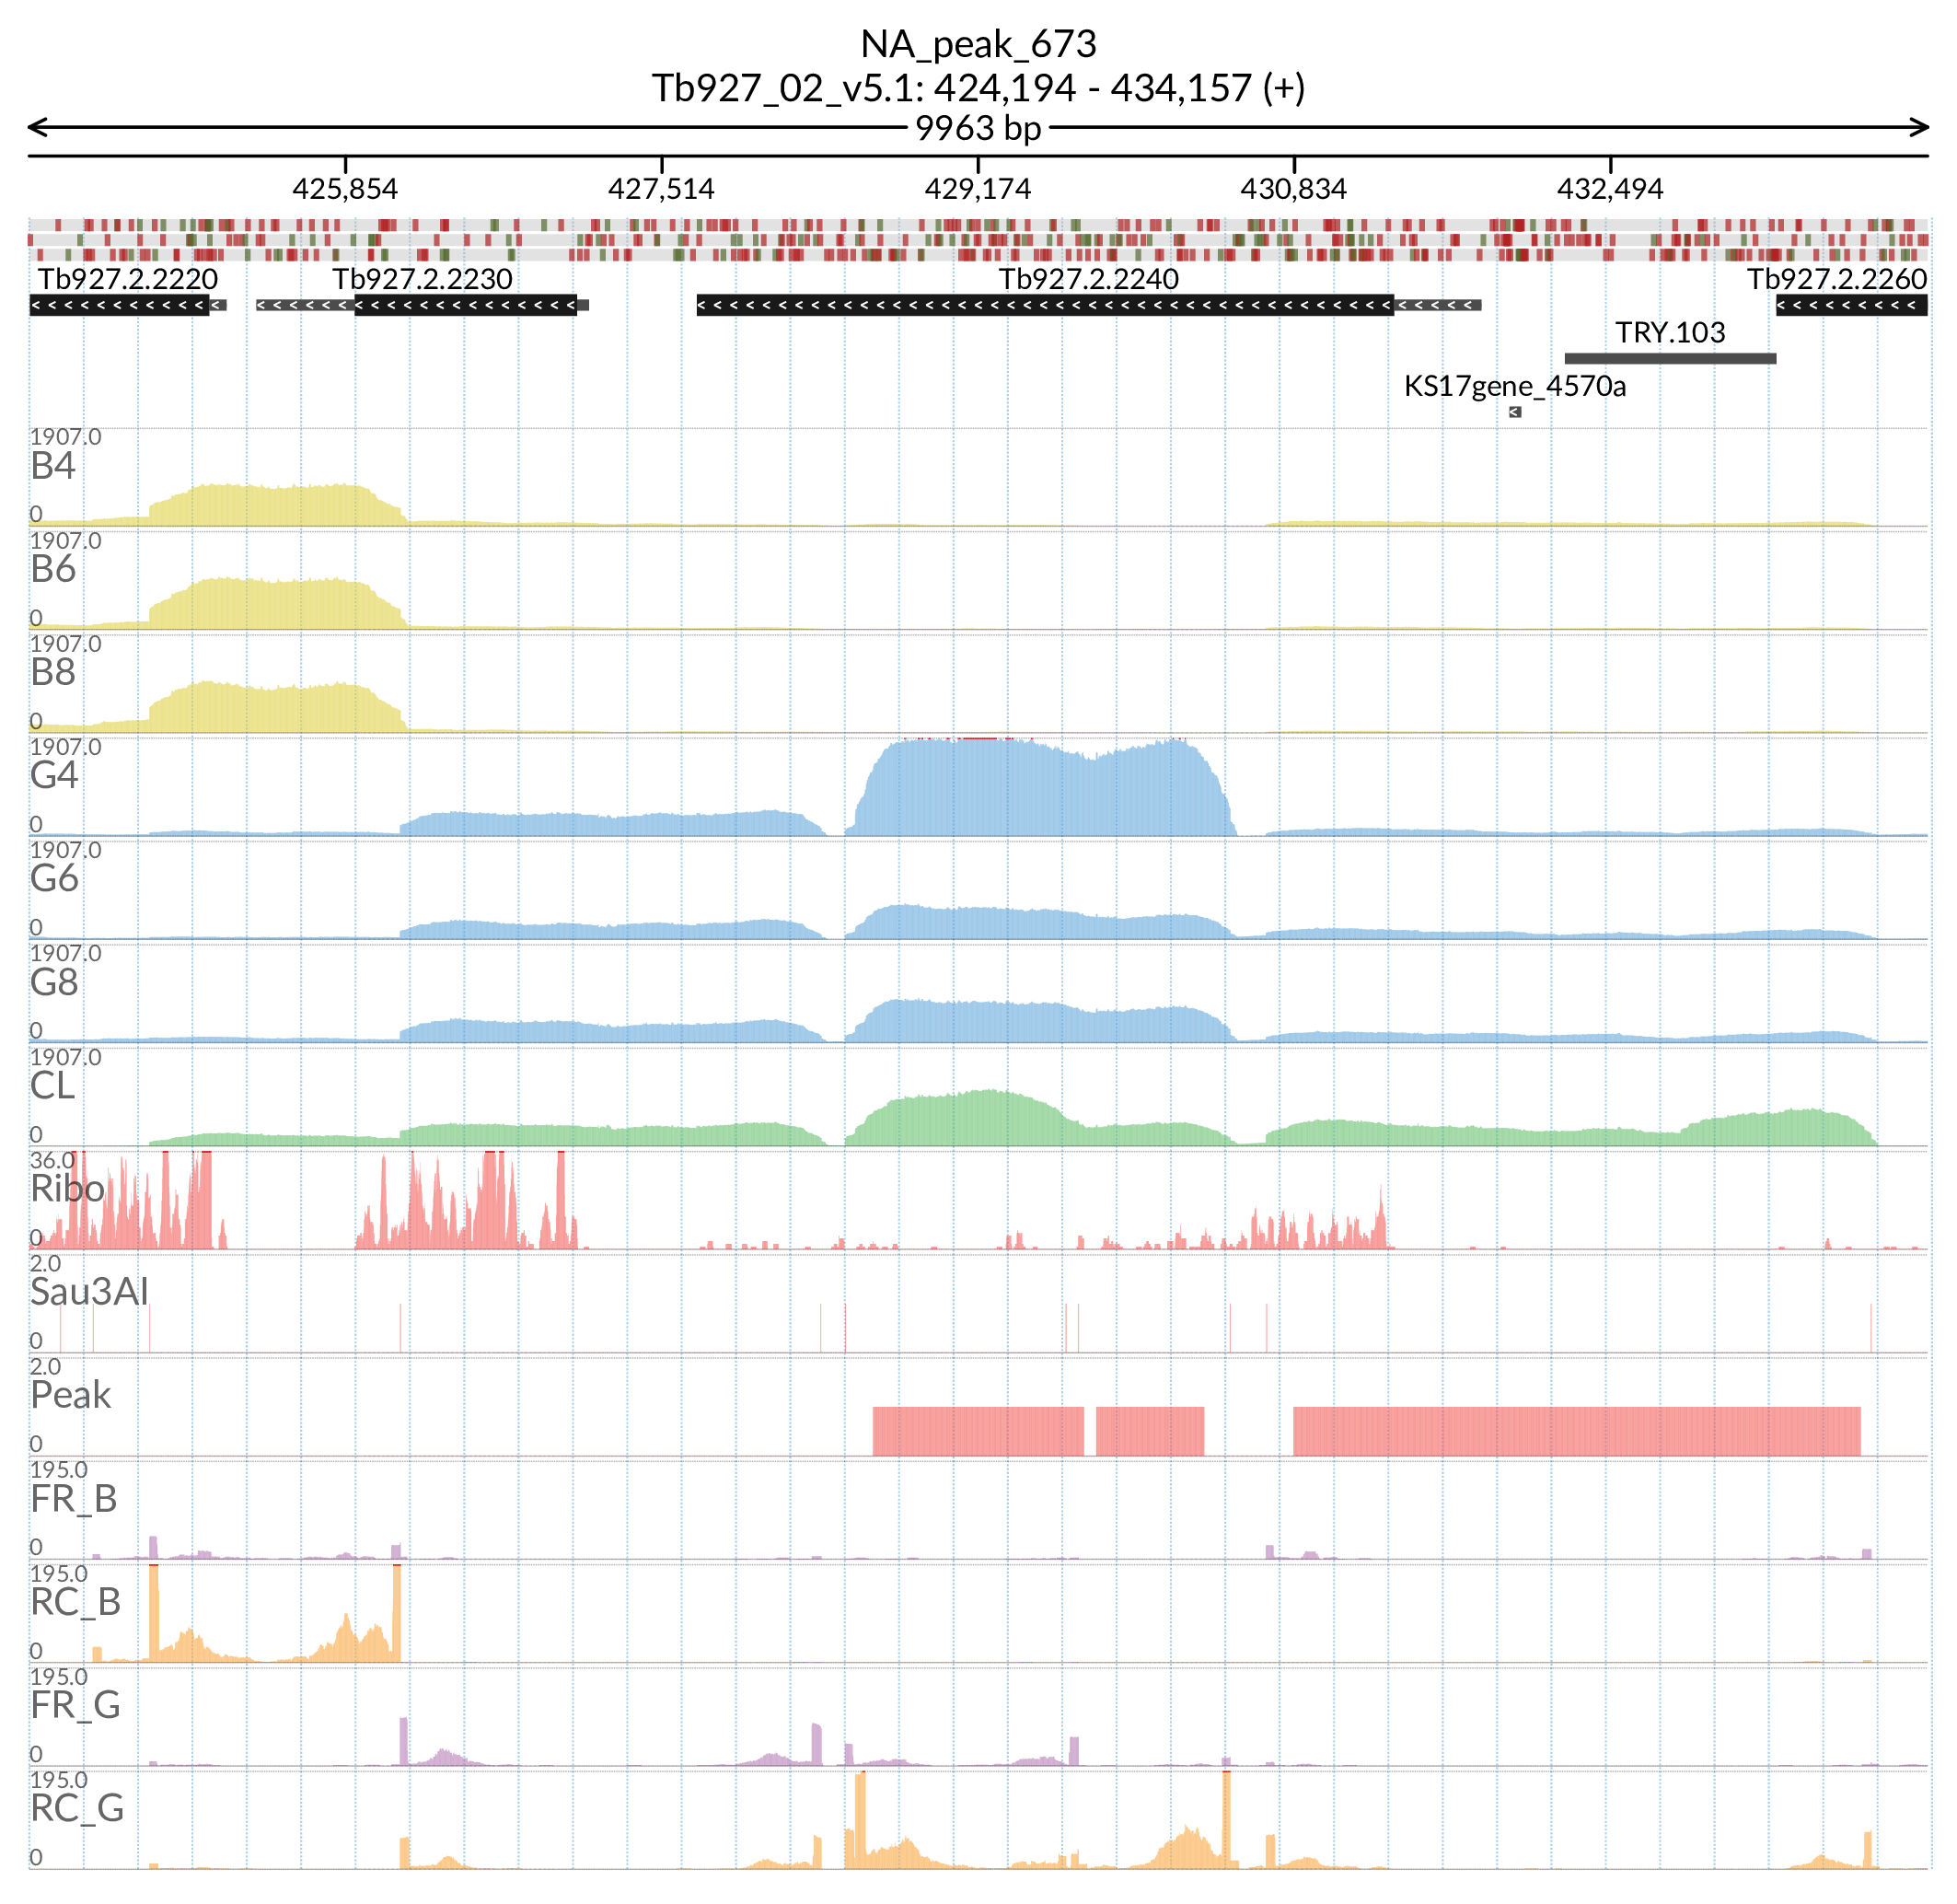 NA_peak_673
Tb927_02_v5.1: 424,194 - 434,157 (+)
9963 bp
425,854 427,514 429,174 430,834 432,494
Tb927.2.2220 Tb927.2.2230 Tb927.2.2240 Tb927.2.2260
TRY.103
KS17gene_4570a
1907.0
B4
0
1907.0
B6
0
1907.0
B8
0
1907.0
G4
0
1907.0
G6
0
1907.0
G8
0
1907.0
CL
0
36.0
Ribo
0
2.0
Sau3AI
0
2.0
Peak
0
195.0
FR_B
0
195.0
RC_B
0
195.0
FR_G
0
195.0
RC_G
0